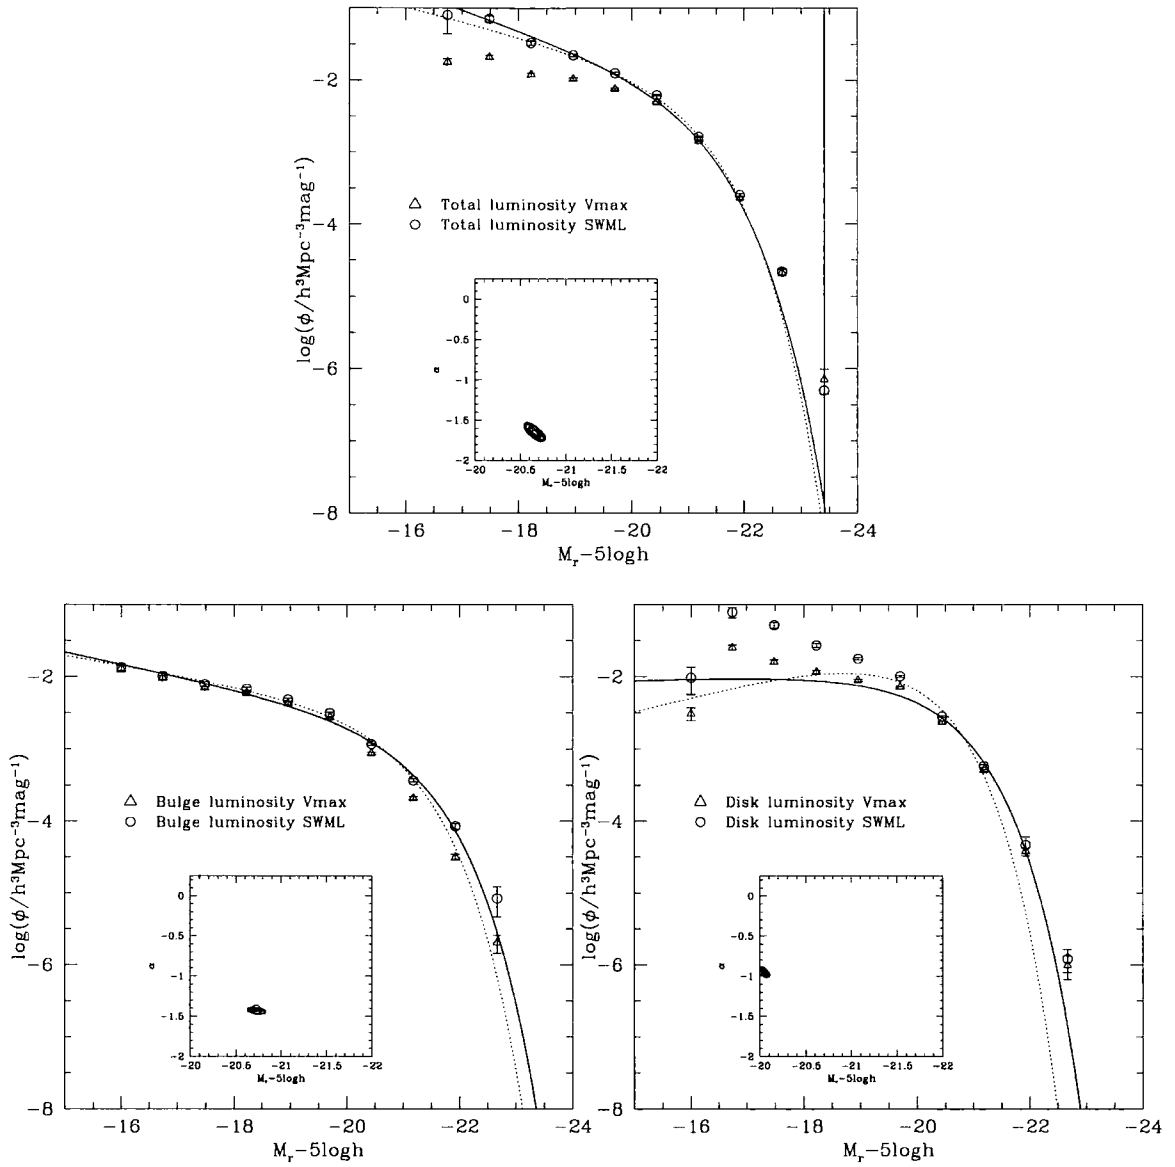 −2
−4
−6
−8
log(ϕ/h³Mpc⁻³mag⁻¹)
△ Total luminosity Vmax
○ Total luminosity SWML
0
−0.5
−1
−1.5
−2
α
−20 −20.5 −21 −21.5 −22
M*−5logh
−16 −18 −20 −22 −24
Mᵣ−5logh
−2
−4
−6
−8
log(ϕ/h³Mpc⁻³mag⁻¹)
△ Bulge luminosity Vmax
○ Bulge luminosity SWML
0
−0.5
−1
−1.5
−2
α
−20 −20.5 −21 −21.5 −22
M*−5logh
−16 −18 −20 −22 −24
Mᵣ−5logh
−2
−4
−6
−8
log(ϕ/h³Mpc⁻³mag⁻¹)
△ Disk luminosity Vmax
○ Disk luminosity SWML
0
−0.5
−1
−1.5
−2
α
−20 −20.5 −21 −21.5 −22
M*−5logh
−16 −18 −20 −22 −24
Mᵣ−5logh